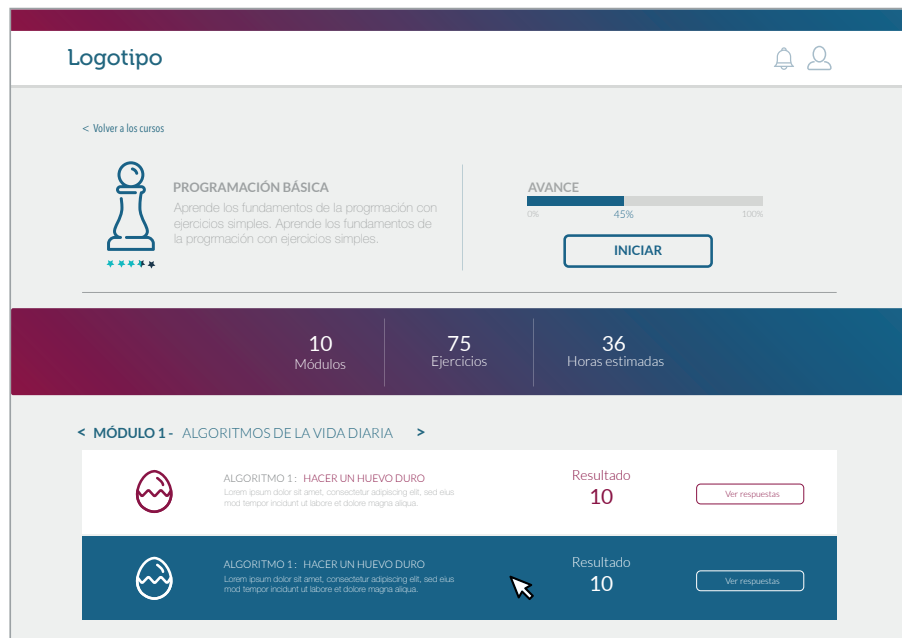 Logotipo
< Volver a los cursos
PROGRAMACIÓN BÁSICA
Aprende los fundamentos de la progrmación con
ejercicios simples. Aprende los fundamentos de
la progrmación con ejercicios simples.
AVANCE
0% 45% 100%
INICIAR
10 75 36
Módulos Ejercicios Horas estimadas
< MÓDULO 1 - ALGORITMOS DE LA VIDA DIARIA >
ALGORITMO 1 : HACER UN HUEVO DURO
Lorem ipsum dolor sit amet, consectetur adipiscing elit, sed eius
mod tempor incidunt ut labore et dolore magna aliqua.
Resultado
10
Ver respuestas
ALGORITMO 1 : HACER UN HUEVO DURO
Lorem ipsum dolor sit amet, consectetur adipiscing elit, sed eius
mod tempor incidunt ut labore et dolore magna aliqua.
Resultado
10
Ver respuestas